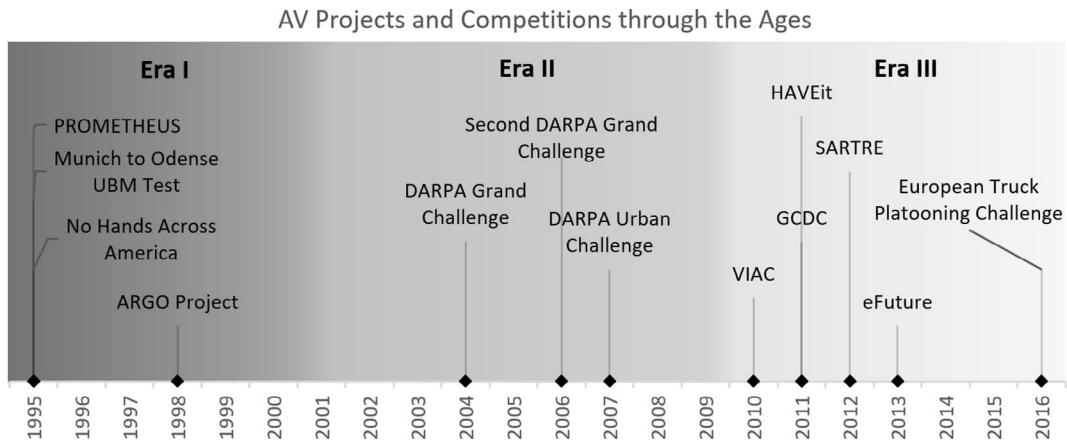 AV Projects and Competitions through the Ages
Era I
Era II
Era III
PROMETHEUS
Munich to Odense
UBM Test
No Hands Across
America
ARGO Project
Second DARPA Grand
Challenge
DARPA Grand
Challenge
DARPA Urban
Challenge
HAVEit
SARTRE
European Truck
Platooning Challenge
GCDC
VIAC
eFuture
1995
1996
1997
1998
1999
2000
2001
2002
2003
2004
2005
2006
2007
2008
2009
2010
2011
2012
2013
2014
2015
2016